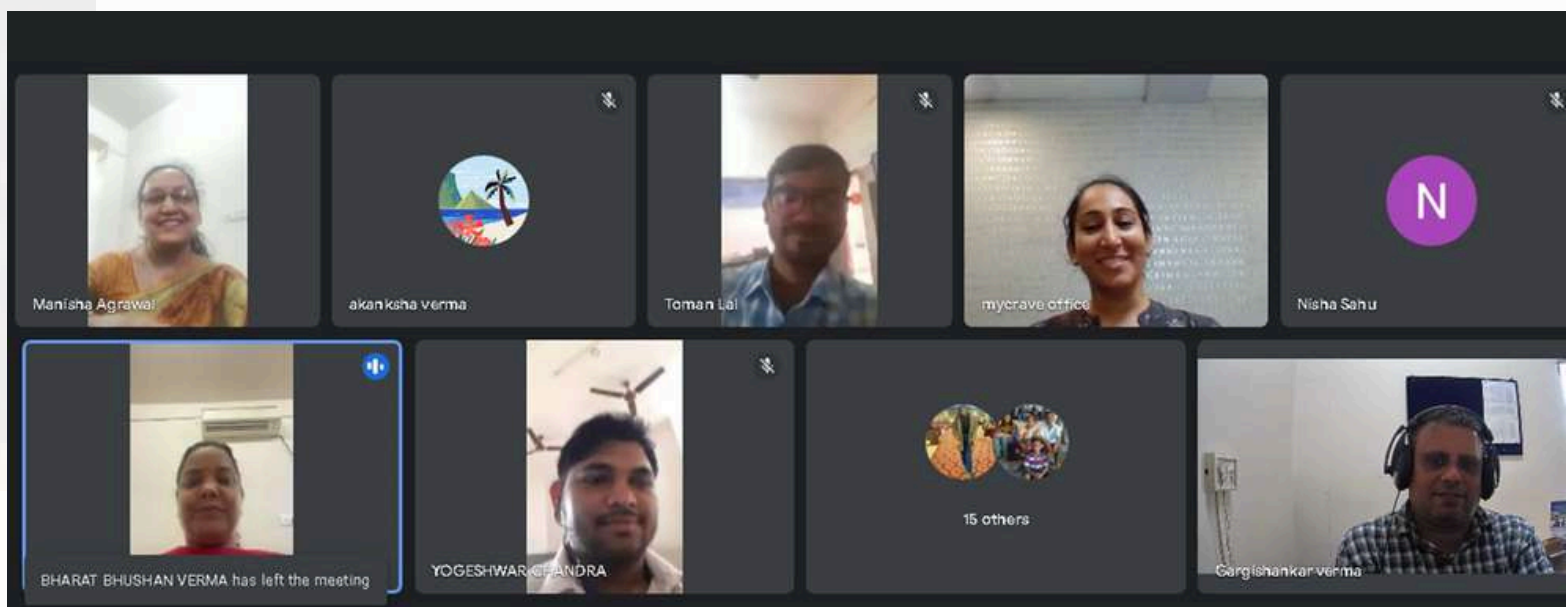 Manisha Agrawal
akanksha verma
Toman Lal
mycrave office
N
Nisha Sahu
BHARAT BHUSHAN VERMA has left the meeting
YOGESHWAR CHANDRA
15 others
Gargishankar verma